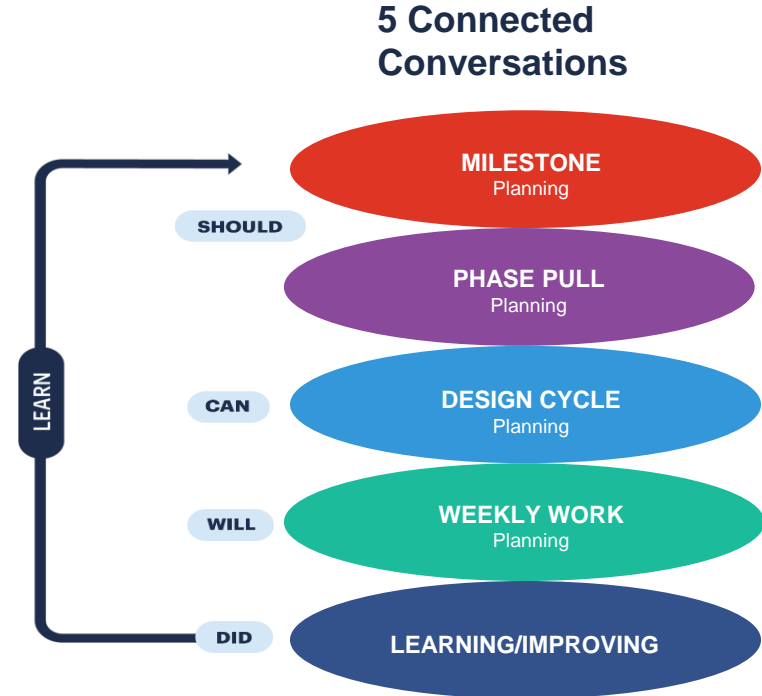 5 Connected
Conversations
MILESTONE
Planning
SHOULD
PHASE PULL
Planning
LEARN
CAN
DESIGN CYCLE
Planning
WILL
WEEKLY WORK
Planning
DID
LEARNING/IMPROVING